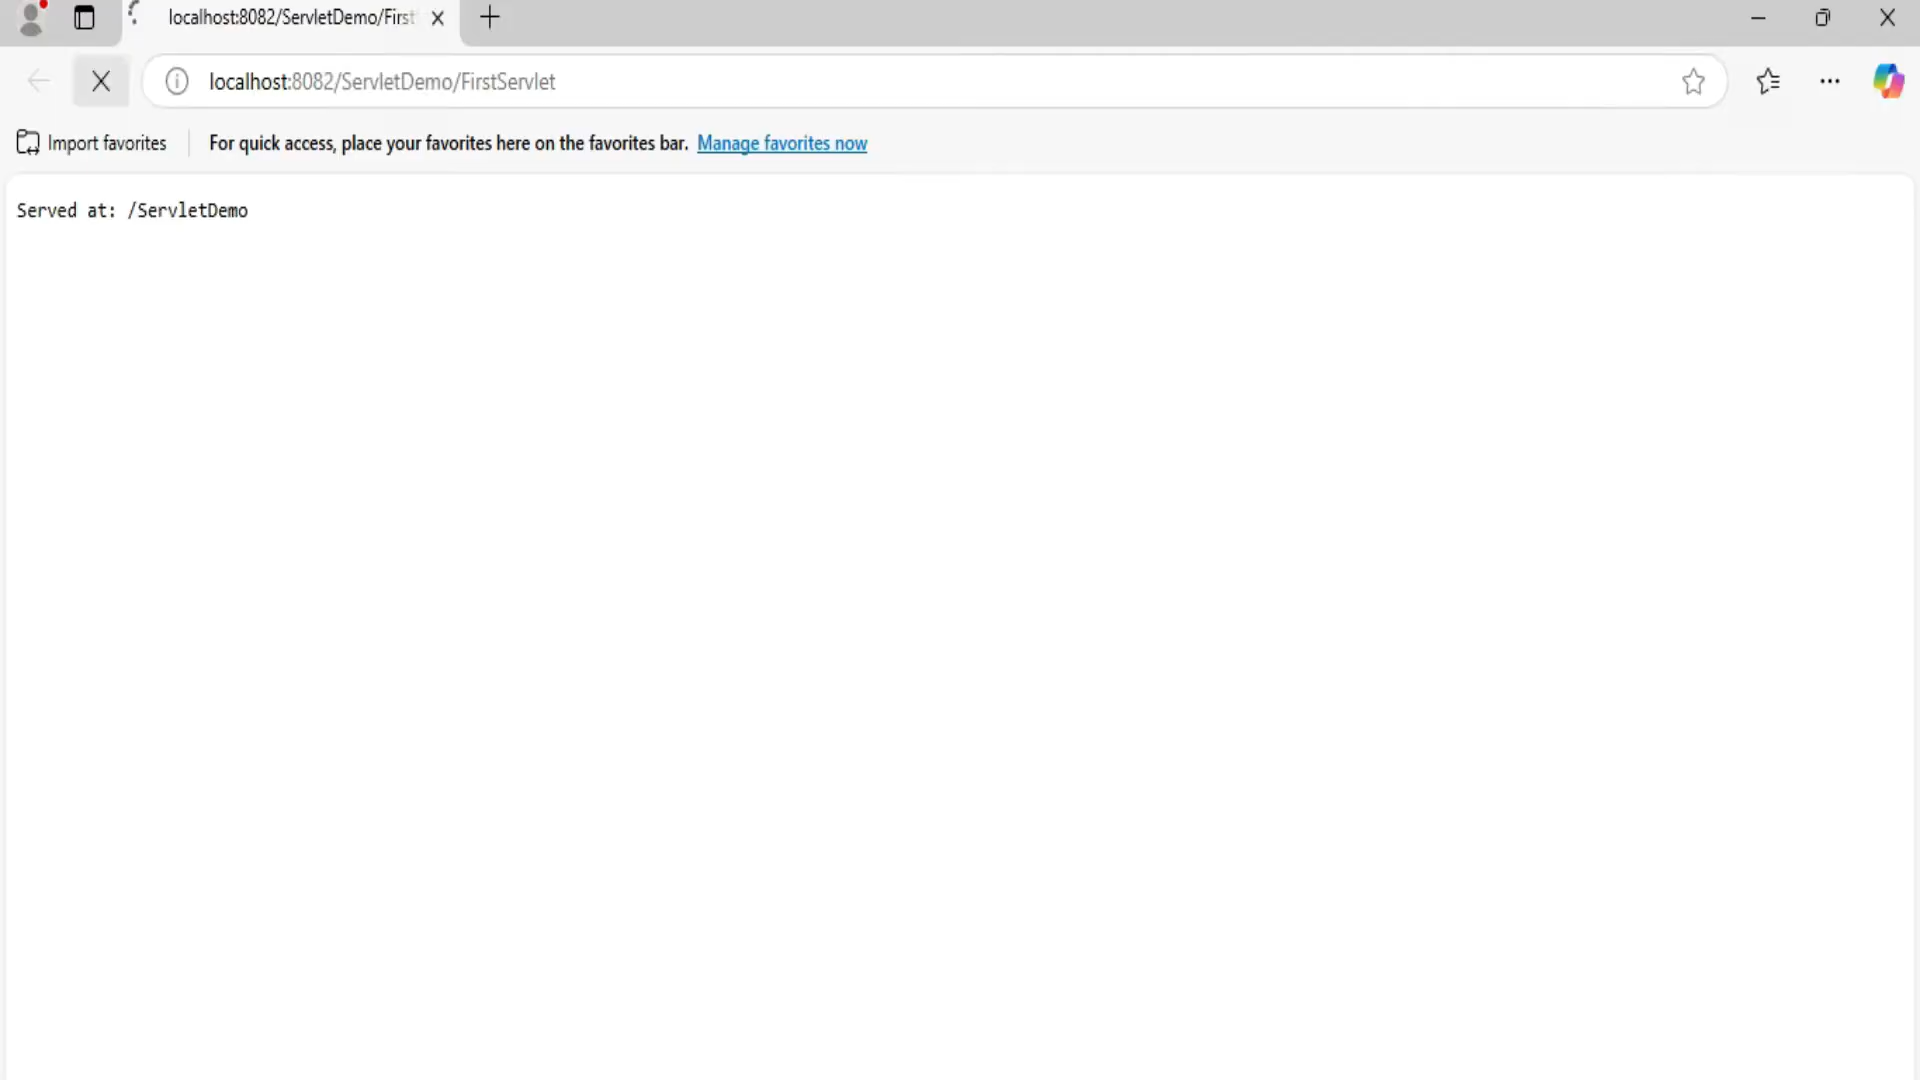 localhost:8082/ServletDemo/First
localhost:8082/ServletDemo/FirstServlet
Import favorites
For quick access, place your favorites here on the favorites bar. Manage favorites now
Served at: /ServletDemo